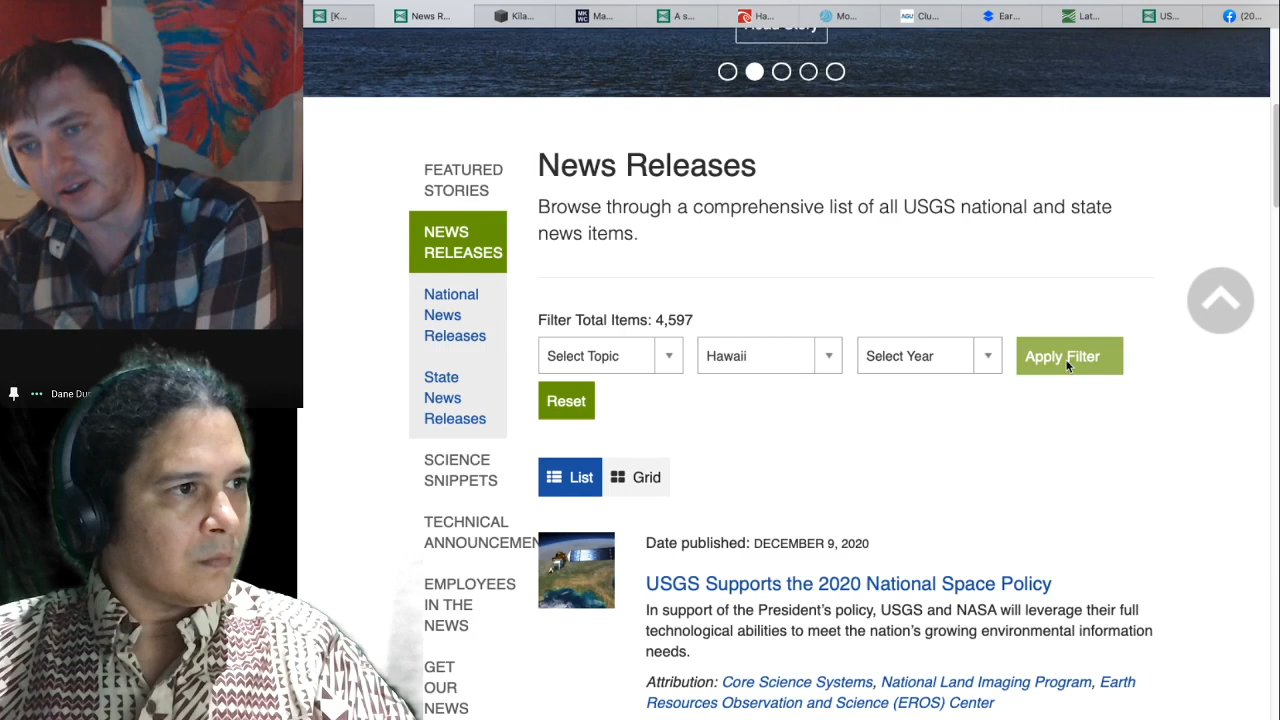 [K...
News R...
Kila...
MK
WC
Ma...
A s...
Ha...
Mo...
AGU
Clu...
Ear...
Lat...
US...
(20...
Read Story
FEATURED
STORIES
NEWS
RELEASES
National
News
Releases
State
News
Releases
SCIENCE
SNIPPETS
TECHNICAL
ANNOUNCEMEN
EMPLOYEES
IN THE
NEWS
GET
OUR
NEWS
News Releases
Browse through a comprehensive list of all USGS national and state
news items.
Filter Total Items: 4,597
Select Topic
Hawaii
Select Year
Apply Filter
Reset
List
Grid
Date published: DECEMBER 9, 2020
USGS Supports the 2020 National Space Policy
In support of the President's policy, USGS and NASA will leverage their full
technological abilities to meet the nation's growing environmental information
needs.
Attribution: Core Science Systems, National Land Imaging Program, Earth
Resources Observation and Science (EROS) Center
Dane Du